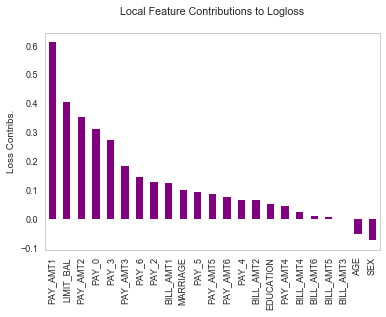 Local Feature Contributions to Logloss
Loss Contribs.
0.6
0.5
0.4
0.3
0.2
0.1
0.0
−0.1
PAY_AMT1
LIMIT_BAL
PAY_AMT2
PAY_0
PAY_3
PAY_AMT3
PAY_6
PAY_2
BILL_AMT1
MARRIAGE
PAY_5
PAY_AMT5
PAY_AMT6
PAY_4
BILL_AMT2
EDUCATION
PAY_AMT4
BILL_AMT4
BILL_AMT6
BILL_AMT5
BILL_AMT3
AGE
SEX